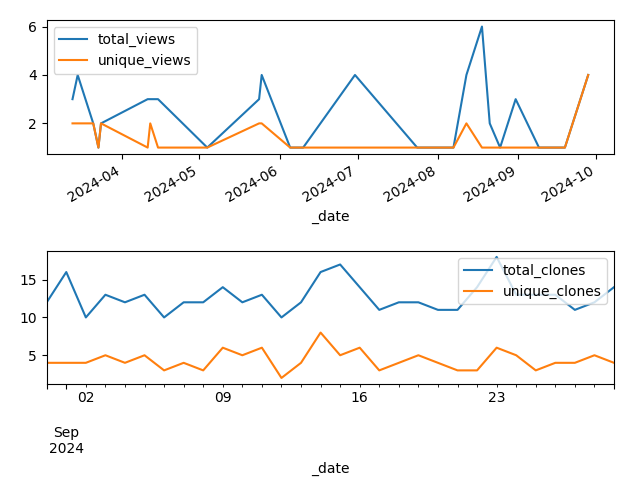 total_views
unique_views
6
4
2
2024-04
2024-05
2024-06
2024-07
2024-08
2024-09
2024-10
_date
total_clones
unique_clones
15
10
5
02
09
16
23
Sep
2024
_date